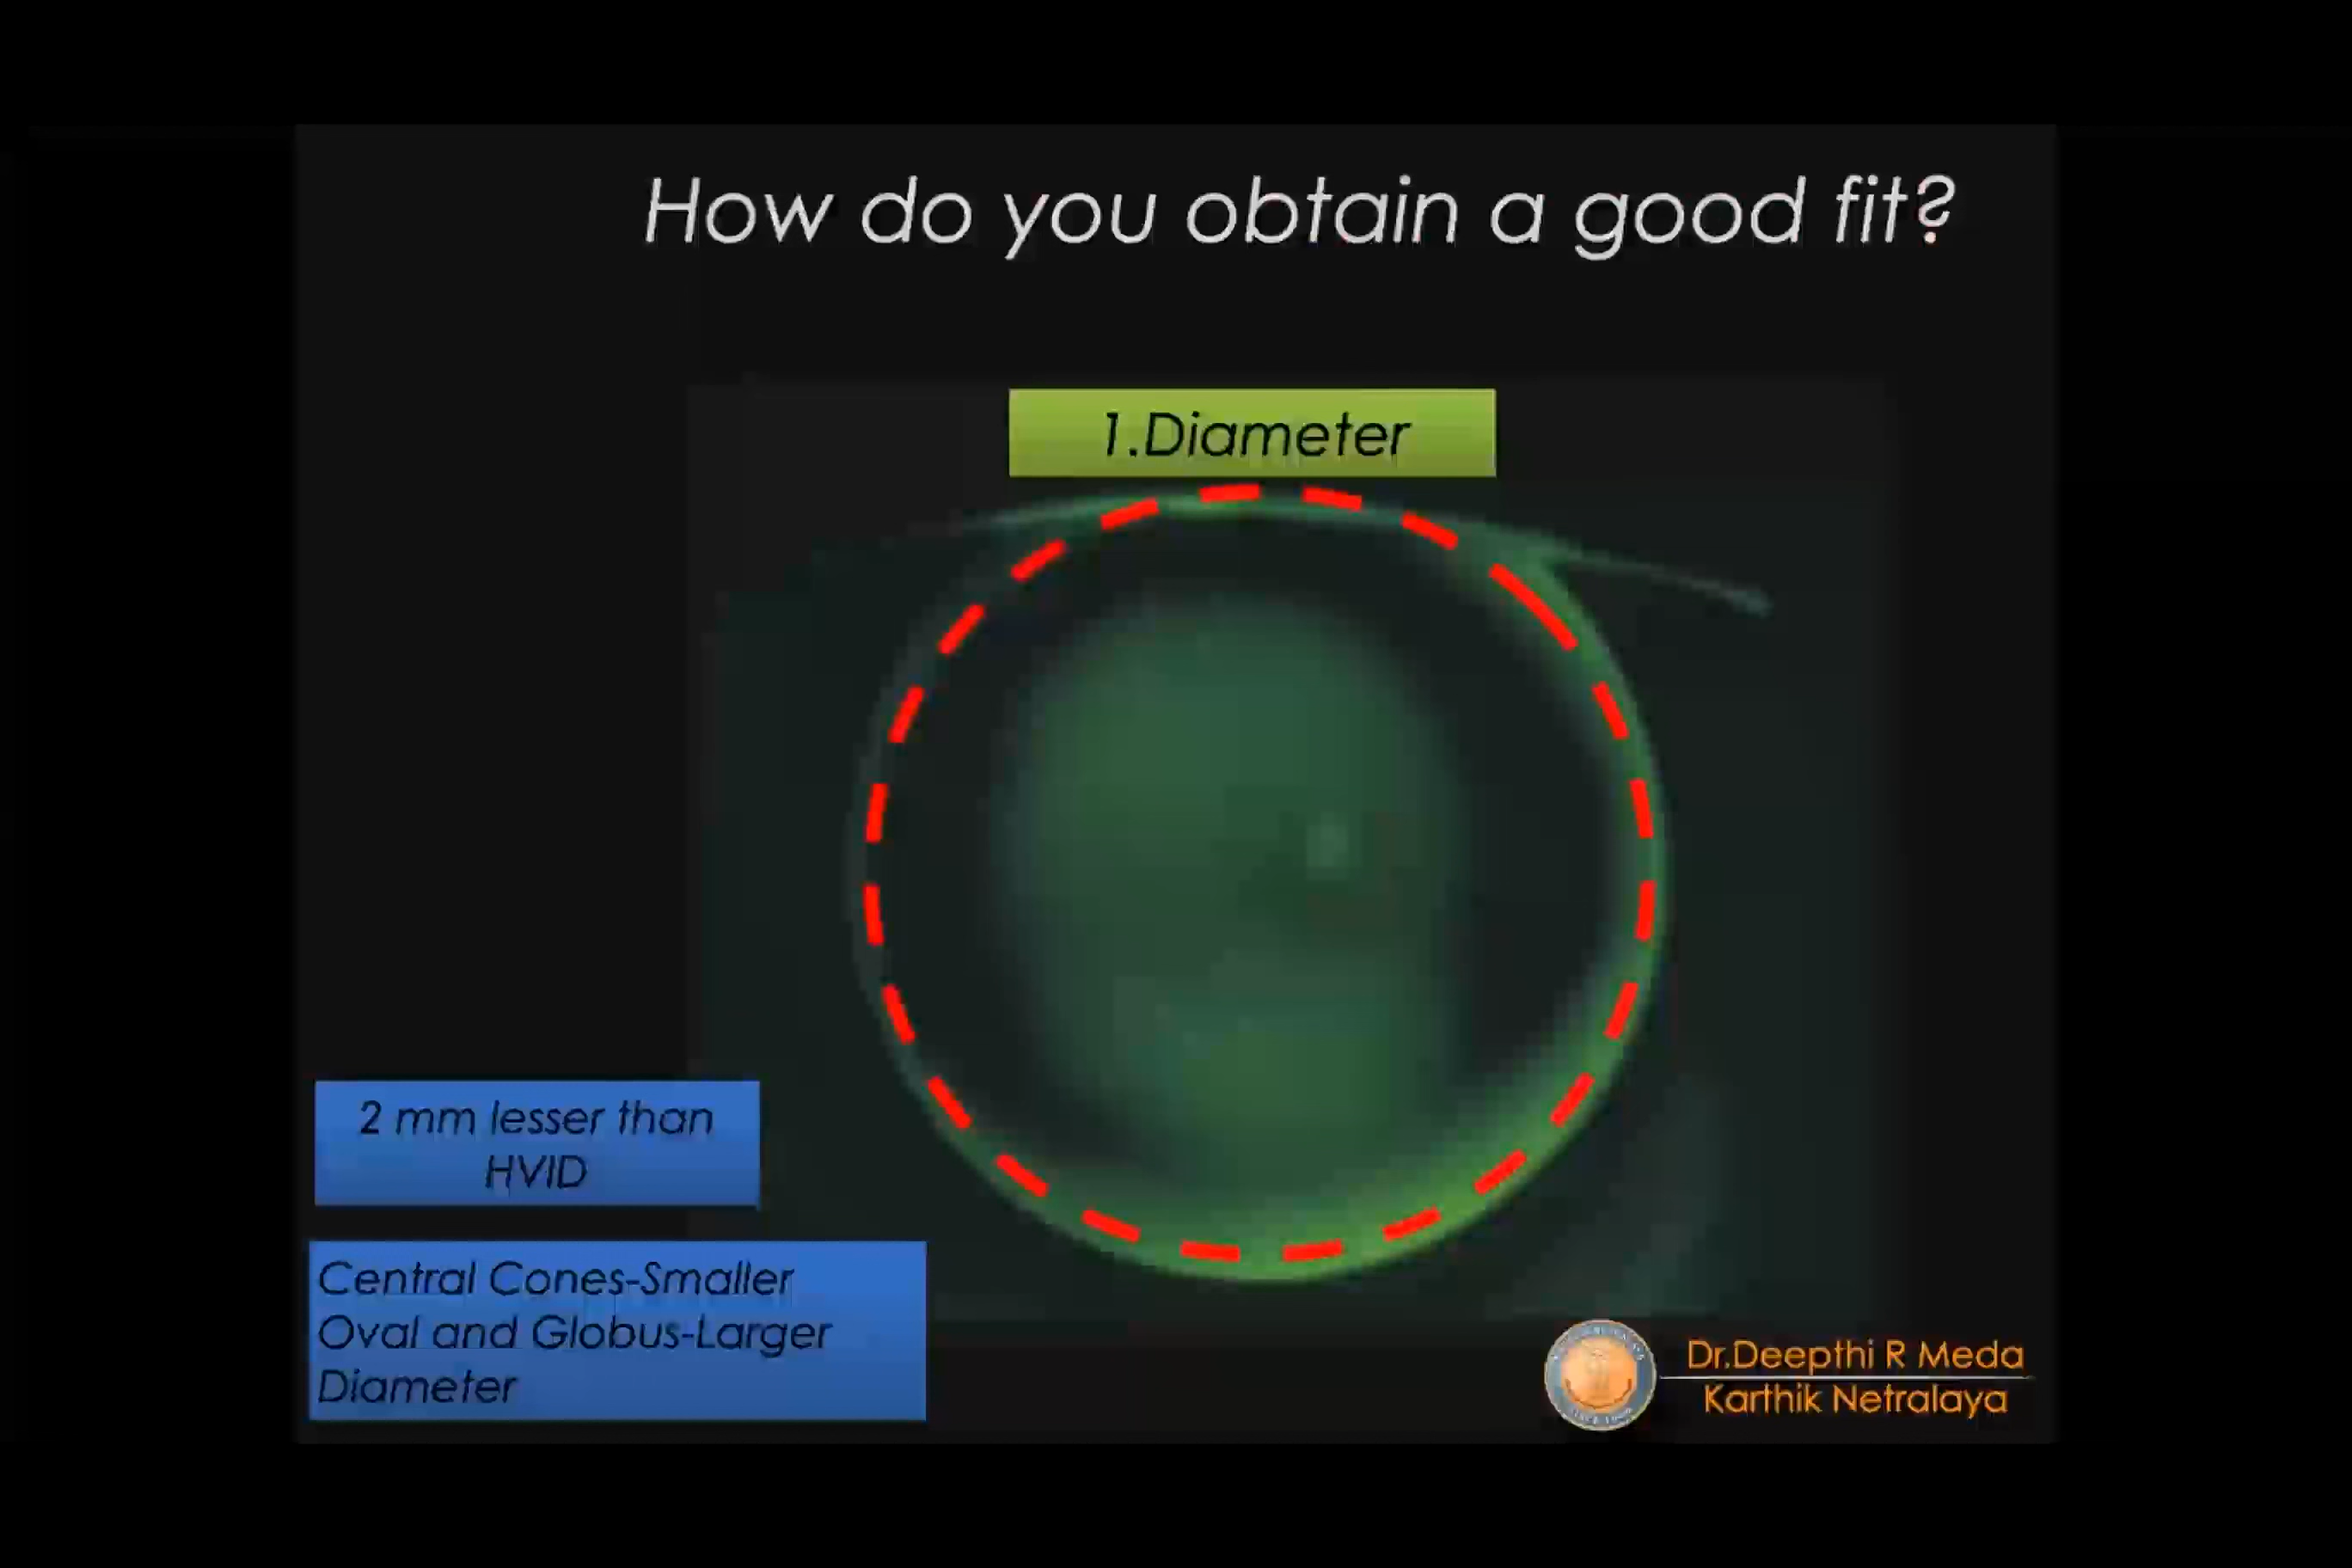 How do you obtain a good fit?
1.Diameter
2 mm lesser than
HVID
Central Cones-Smaller
Oval and Globus-Larger
Diameter
Dr.Deepthi R Meda
Karthik Netralaya